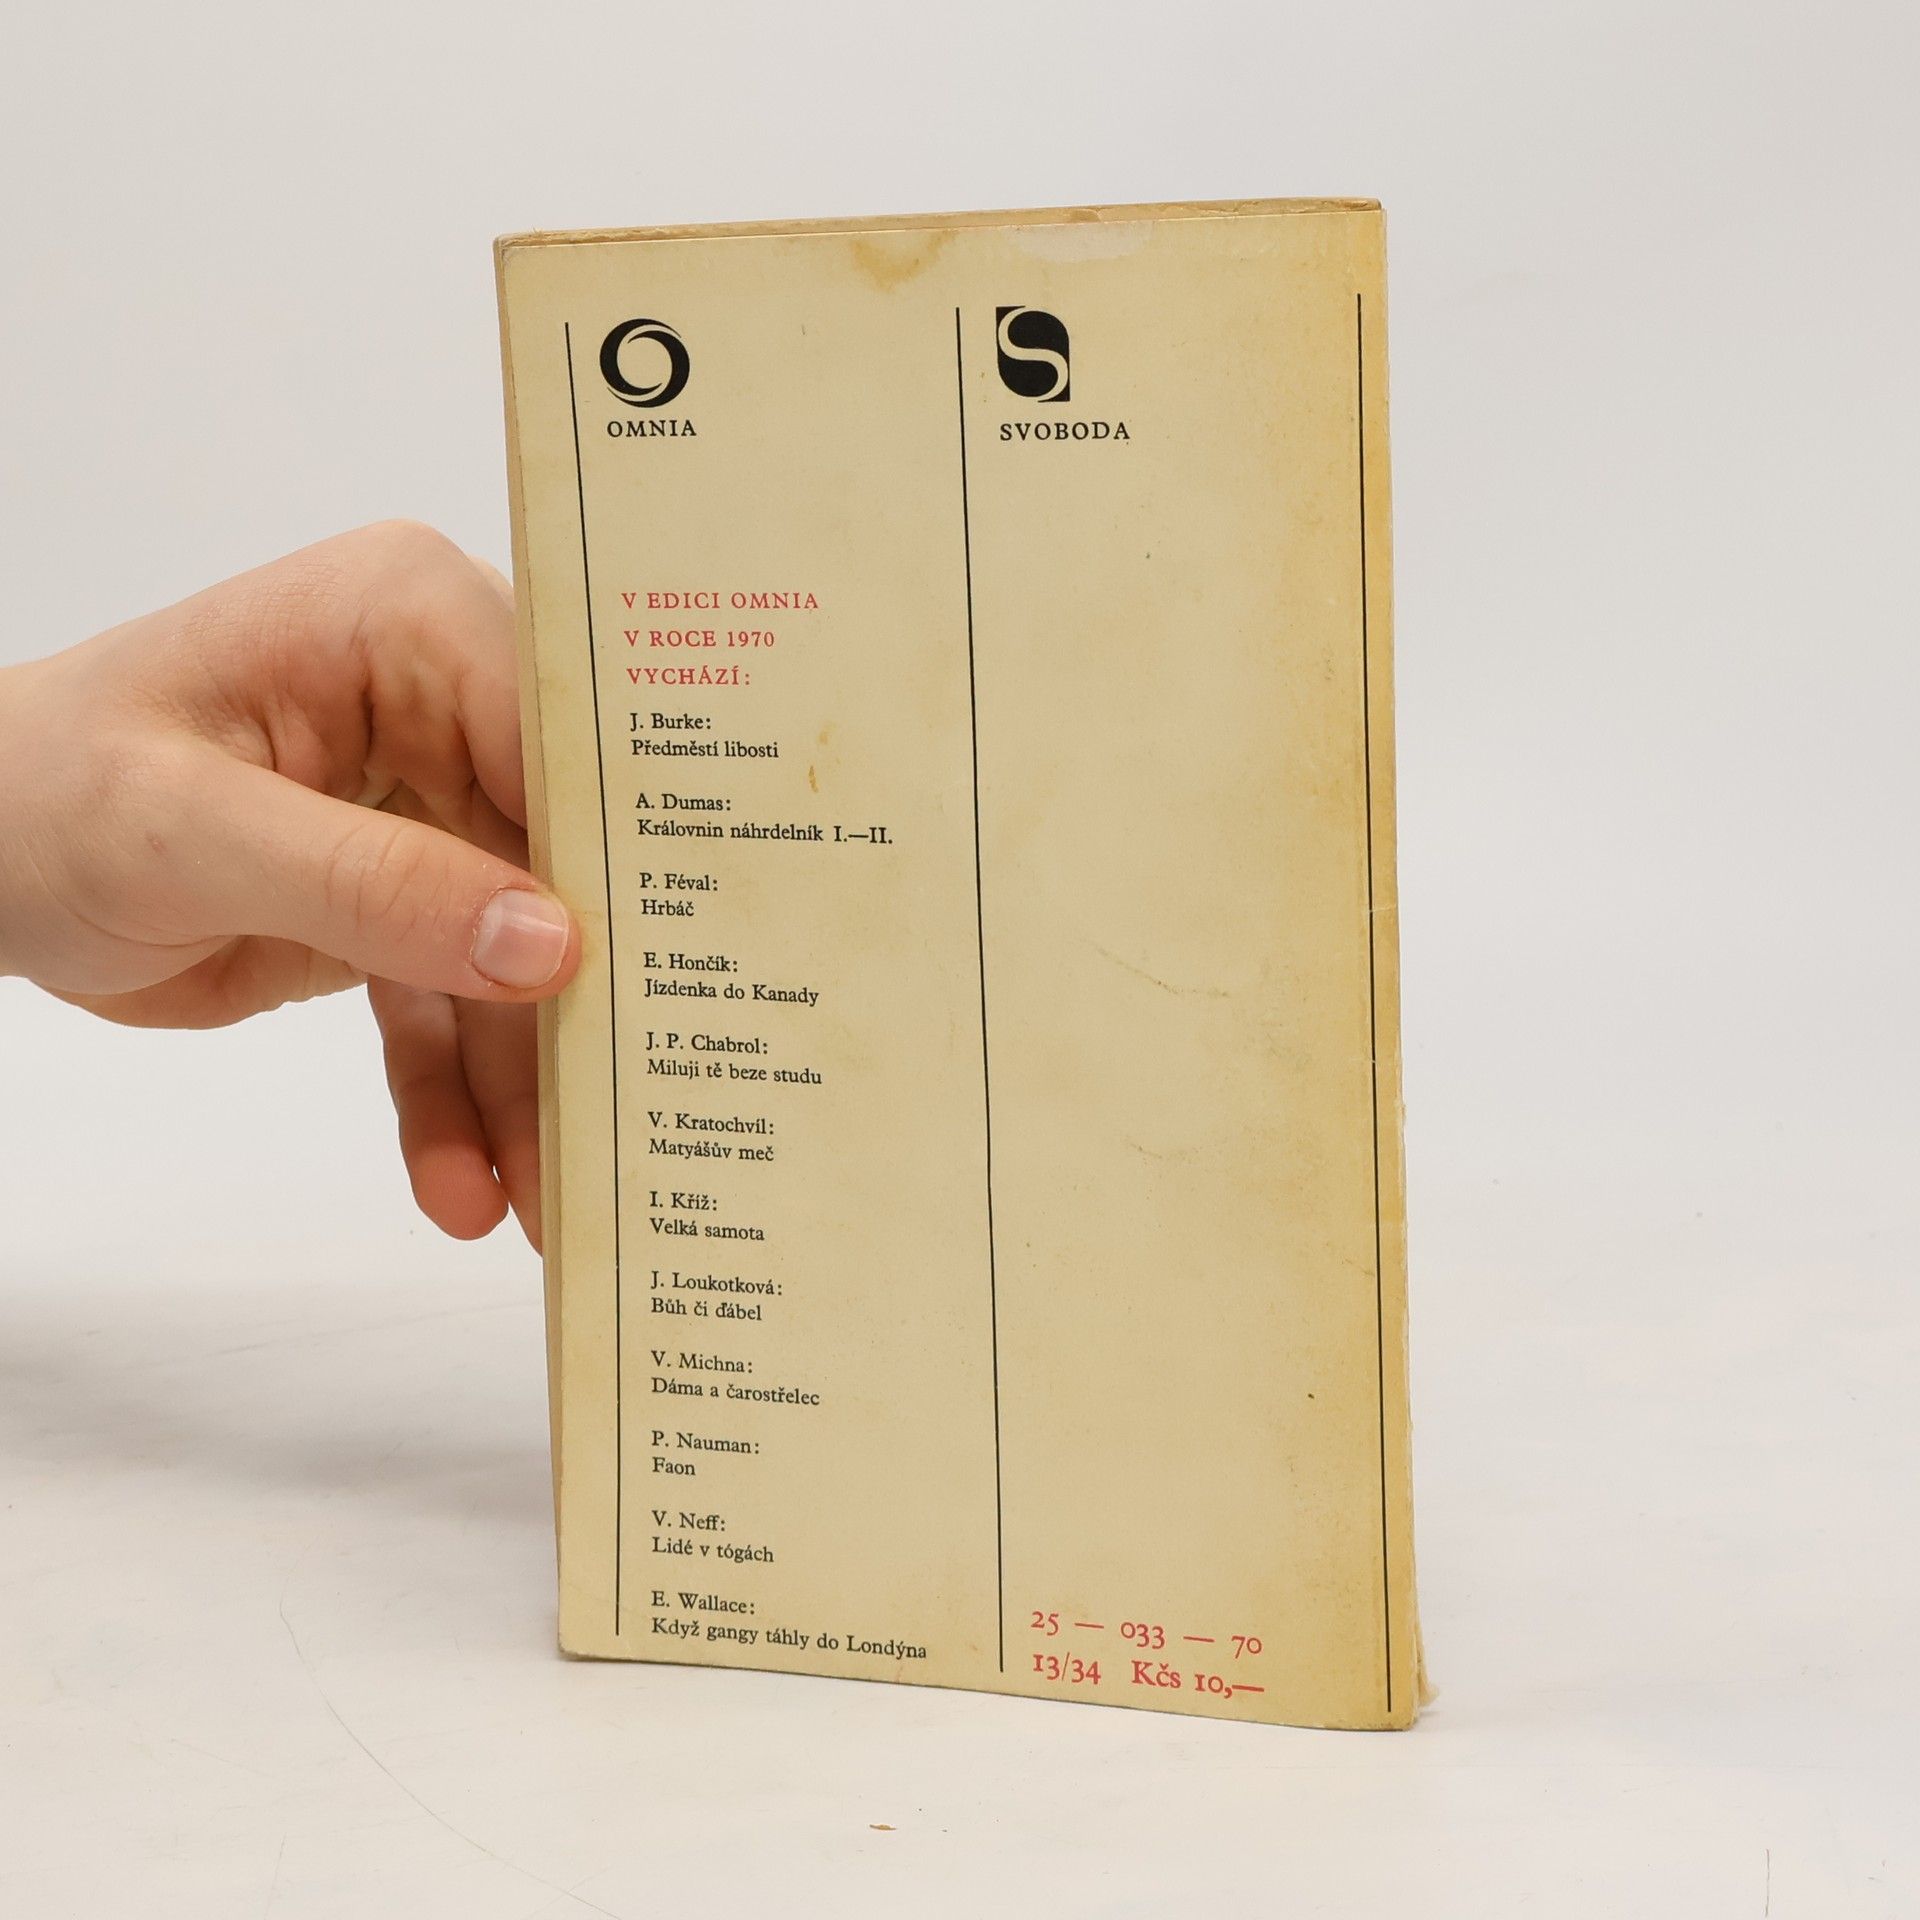 OMNIA
V EDICI OMNIA
V ROCE 1970
VYCHÁZÍ:
J. Burke:
Předměstí libosti
A. Dumas:
Královnin náhrdelník I.—II.
P. Féval:
Hrbáč
E. Hončík:
Jízdenka do Kanady
J. P. Chabrol:
Miluji tě beze studu
V. Kratochvíl:
Matyášův meč
I. Kříž:
Velká samota
J. Loukotková:
Bůh či ďábel
V. Michna:
Dáma a čarostřelec
P. Nauman:
Faon
V. Neff:
Lidé v tógách
E. Wallace:
Když gangy táhly do Londýna
SVOBODA
25 — 033 — 70
13/34 Kčs 10,—